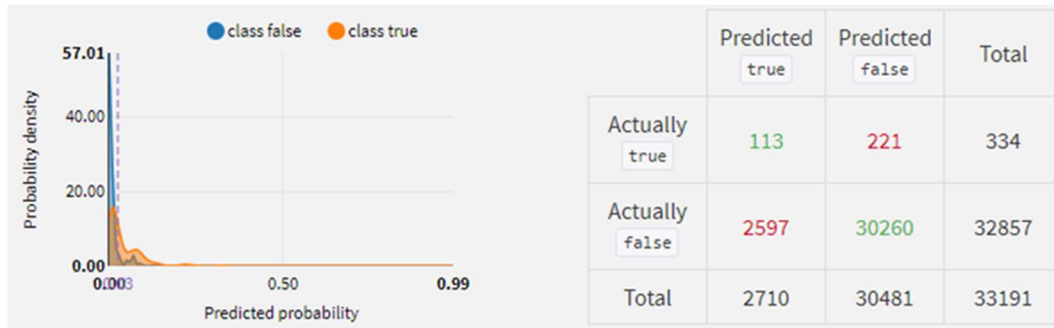 class false
class true
57.01
40.00
20.00
0.00
Probability density
0.50
0.99
Predicted probability
Predicted true
Predicted false
Total
Actually true
113
221
334
Actually false
2597
30260
32857
Total
2710
30481
33191